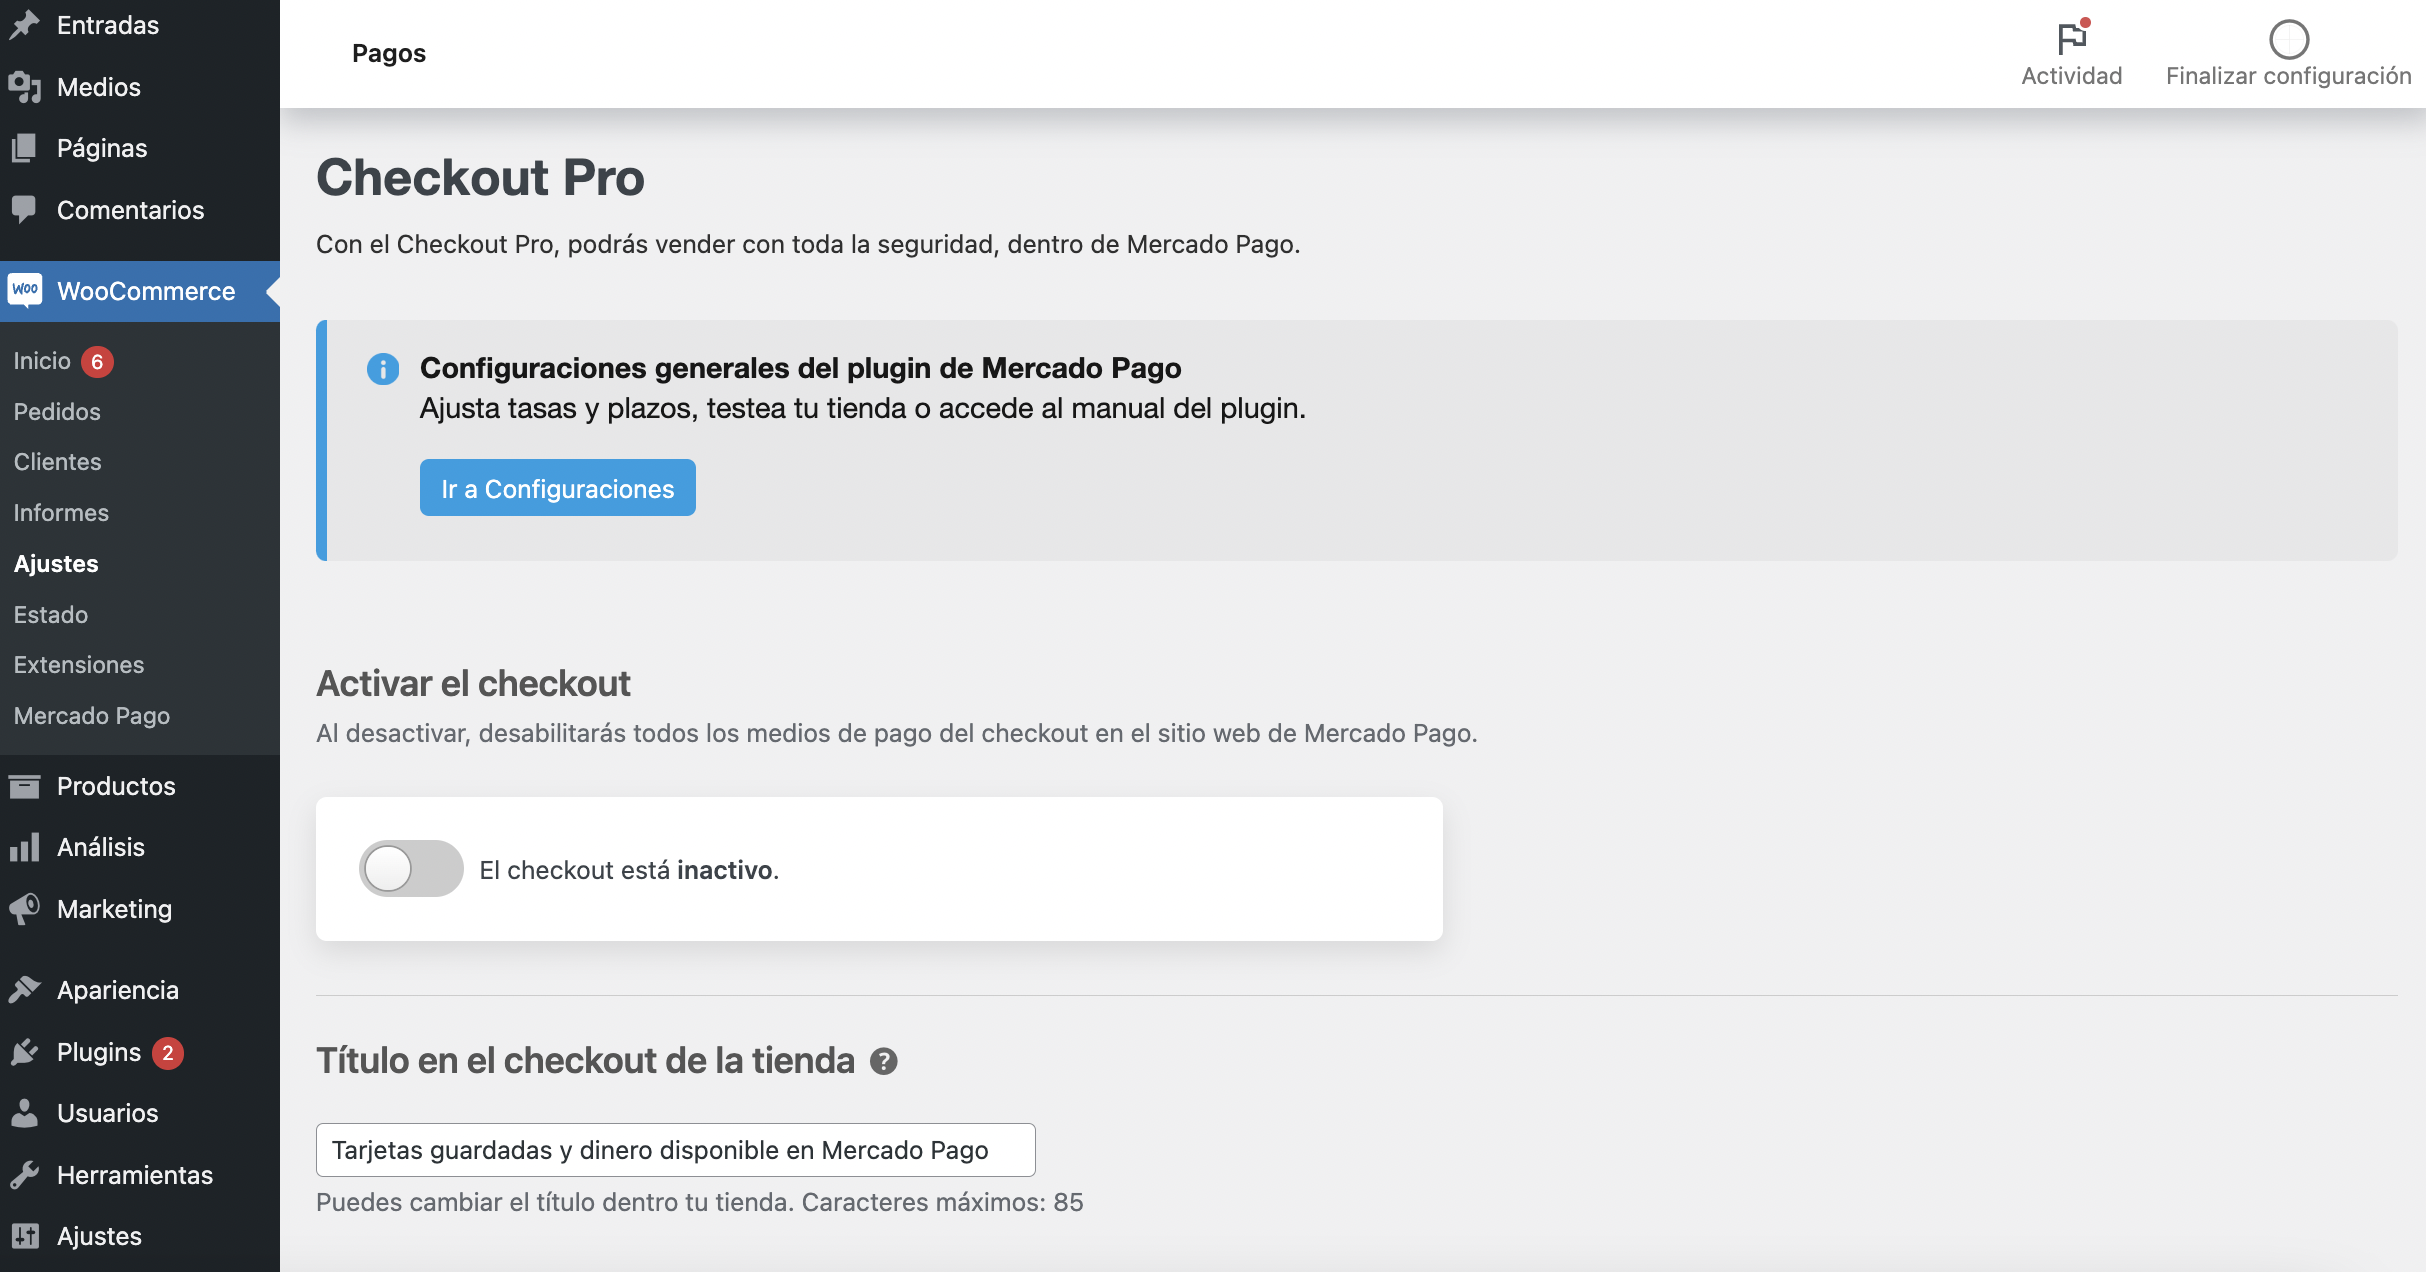 Entradas
Medios
Páginas
Comentarios
Woo WooCommerce
Inicio 6
Pedidos
Clientes
Informes
Ajustes
Estado
Extensiones
Mercado Pago
Productos
Análisis
Marketing
Apariencia
Plugins 2
Usuarios
Herramientas
Ajustes
Pagos
Actividad
Finalizar configuración
Checkout Pro
Con el Checkout Pro, podrás vender con toda la seguridad, dentro de Mercado Pago.
Configuraciones generales del plugin de Mercado Pago
Ajusta tasas y plazos, testea tu tienda o accede al manual del plugin.
Ir a Configuraciones
Activar el checkout
Al desactivar, desabilitarás todos los medios de pago del checkout en el sitio web de Mercado Pago.
El checkout está inactivo.
Título en el checkout de la tienda ?
Tarjetas guardadas y dinero disponible en Mercado Pago
Puedes cambiar el título dentro tu tienda. Caracteres máximos: 85